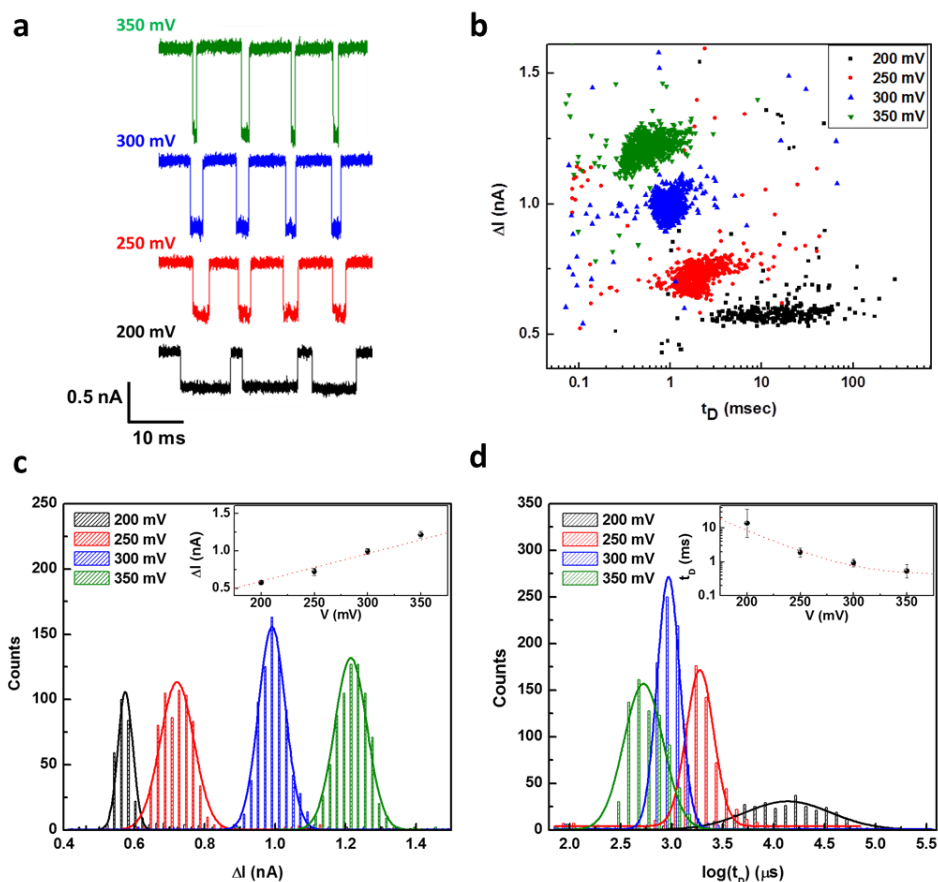 a
350 mV
300 mV
250 mV
200 mV
0.5 nA
10 ms
b
200 mV
250 mV
300 mV
350 mV
1.5
1.0
0.5
ΔI (nA)
0.1 1 10 100
t_D (msec)
c
250
200
150
100
50
0
Counts
200 mV
250 mV
300 mV
350 mV
1.5
1.0
0.5
ΔI (nA)
200 250 300 350
V (mV)
0.4 0.6 0.8 1.0 1.2 1.4
ΔI (nA)
d
350
300
250
200
150
100
50
0
Counts
200 mV
250 mV
300 mV
350 mV
10
1
0.1
t_D (ms)
200 250 300 350
V (mV)
2.0 2.5 3.0 3.5 4.0 4.5 5.0 5.5
log(t_D) (μs)